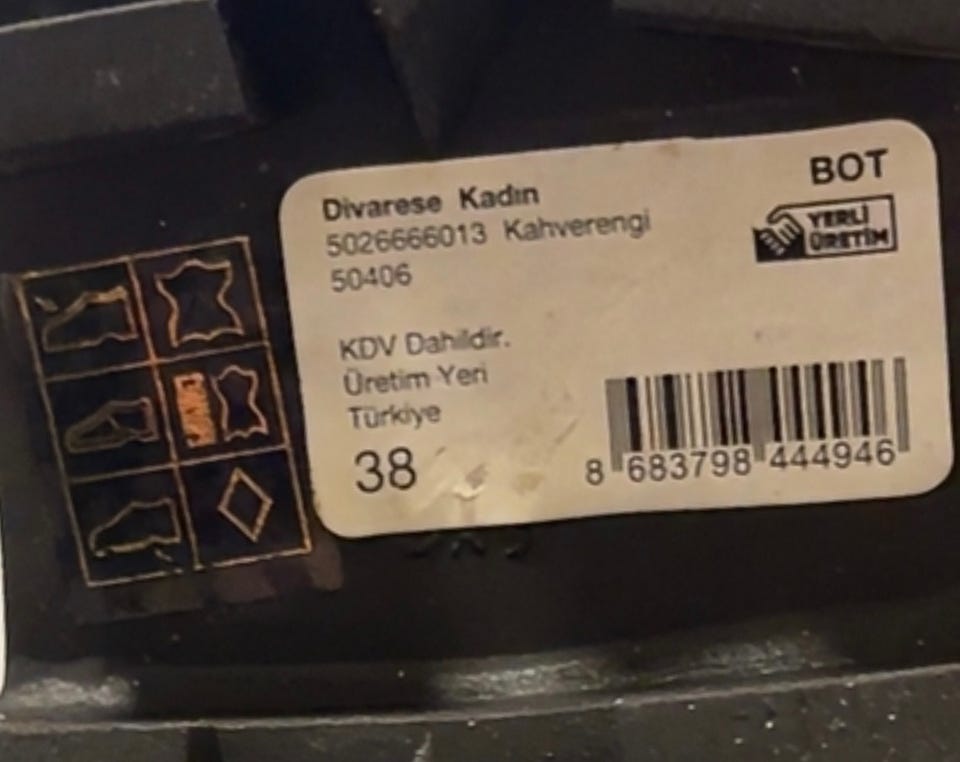 Divarese Kadın
BOT
5026666013 Kahverengi
YERLİ
ÜRETİM
50406
KDV Dahildir.
Üretim Yeri
Türkiye
38
8 683798 444946